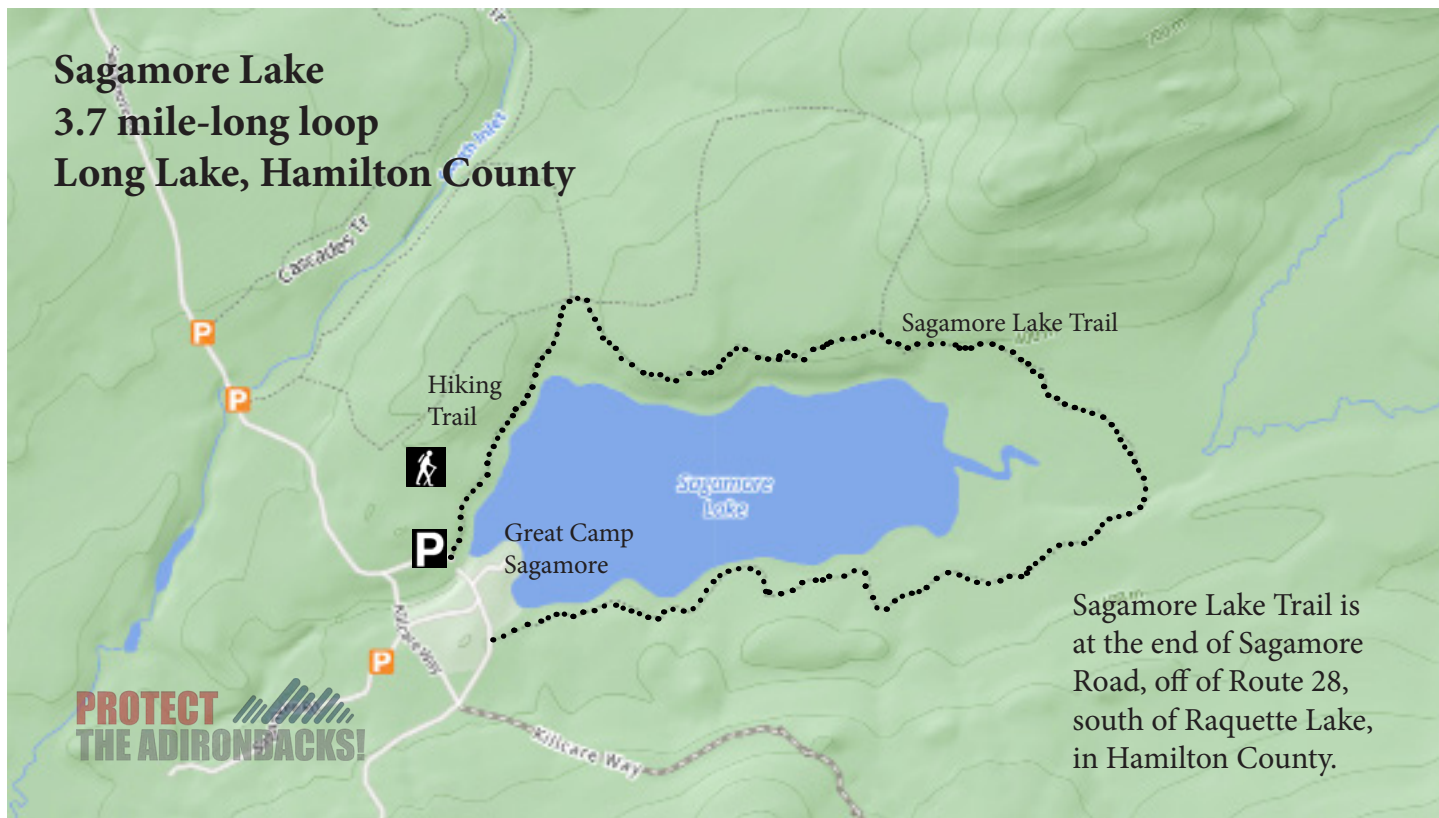 Sagamore Lake
3.7 mile-long loop
Long Lake, Hamilton County
Cascades Tr
700 m
P
P
Sagamore Lake Trail
400 m
Hiking
Trail
Sagamore
Lake
P
Great Camp
Sagamore
Killcare Way
P
Killcare Way
Sagamore Lake Trail is
at the end of Sagamore
Road, off of Route 28,
south of Raquette Lake,
in Hamilton County.
PROTECT
THE ADIRONDACKS!